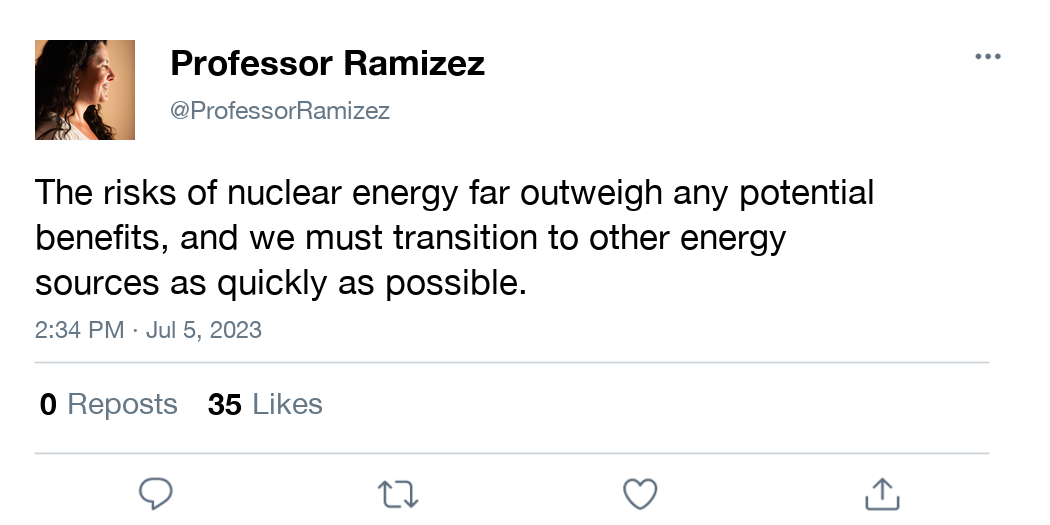 Professor Ramizez
@ProfessorRamizez
The risks of nuclear energy far outweigh any potential
benefits, and we must transition to other energy
sources as quickly as possible.
2:34 PM · Jul 5, 2023
0 Reposts 35 Likes